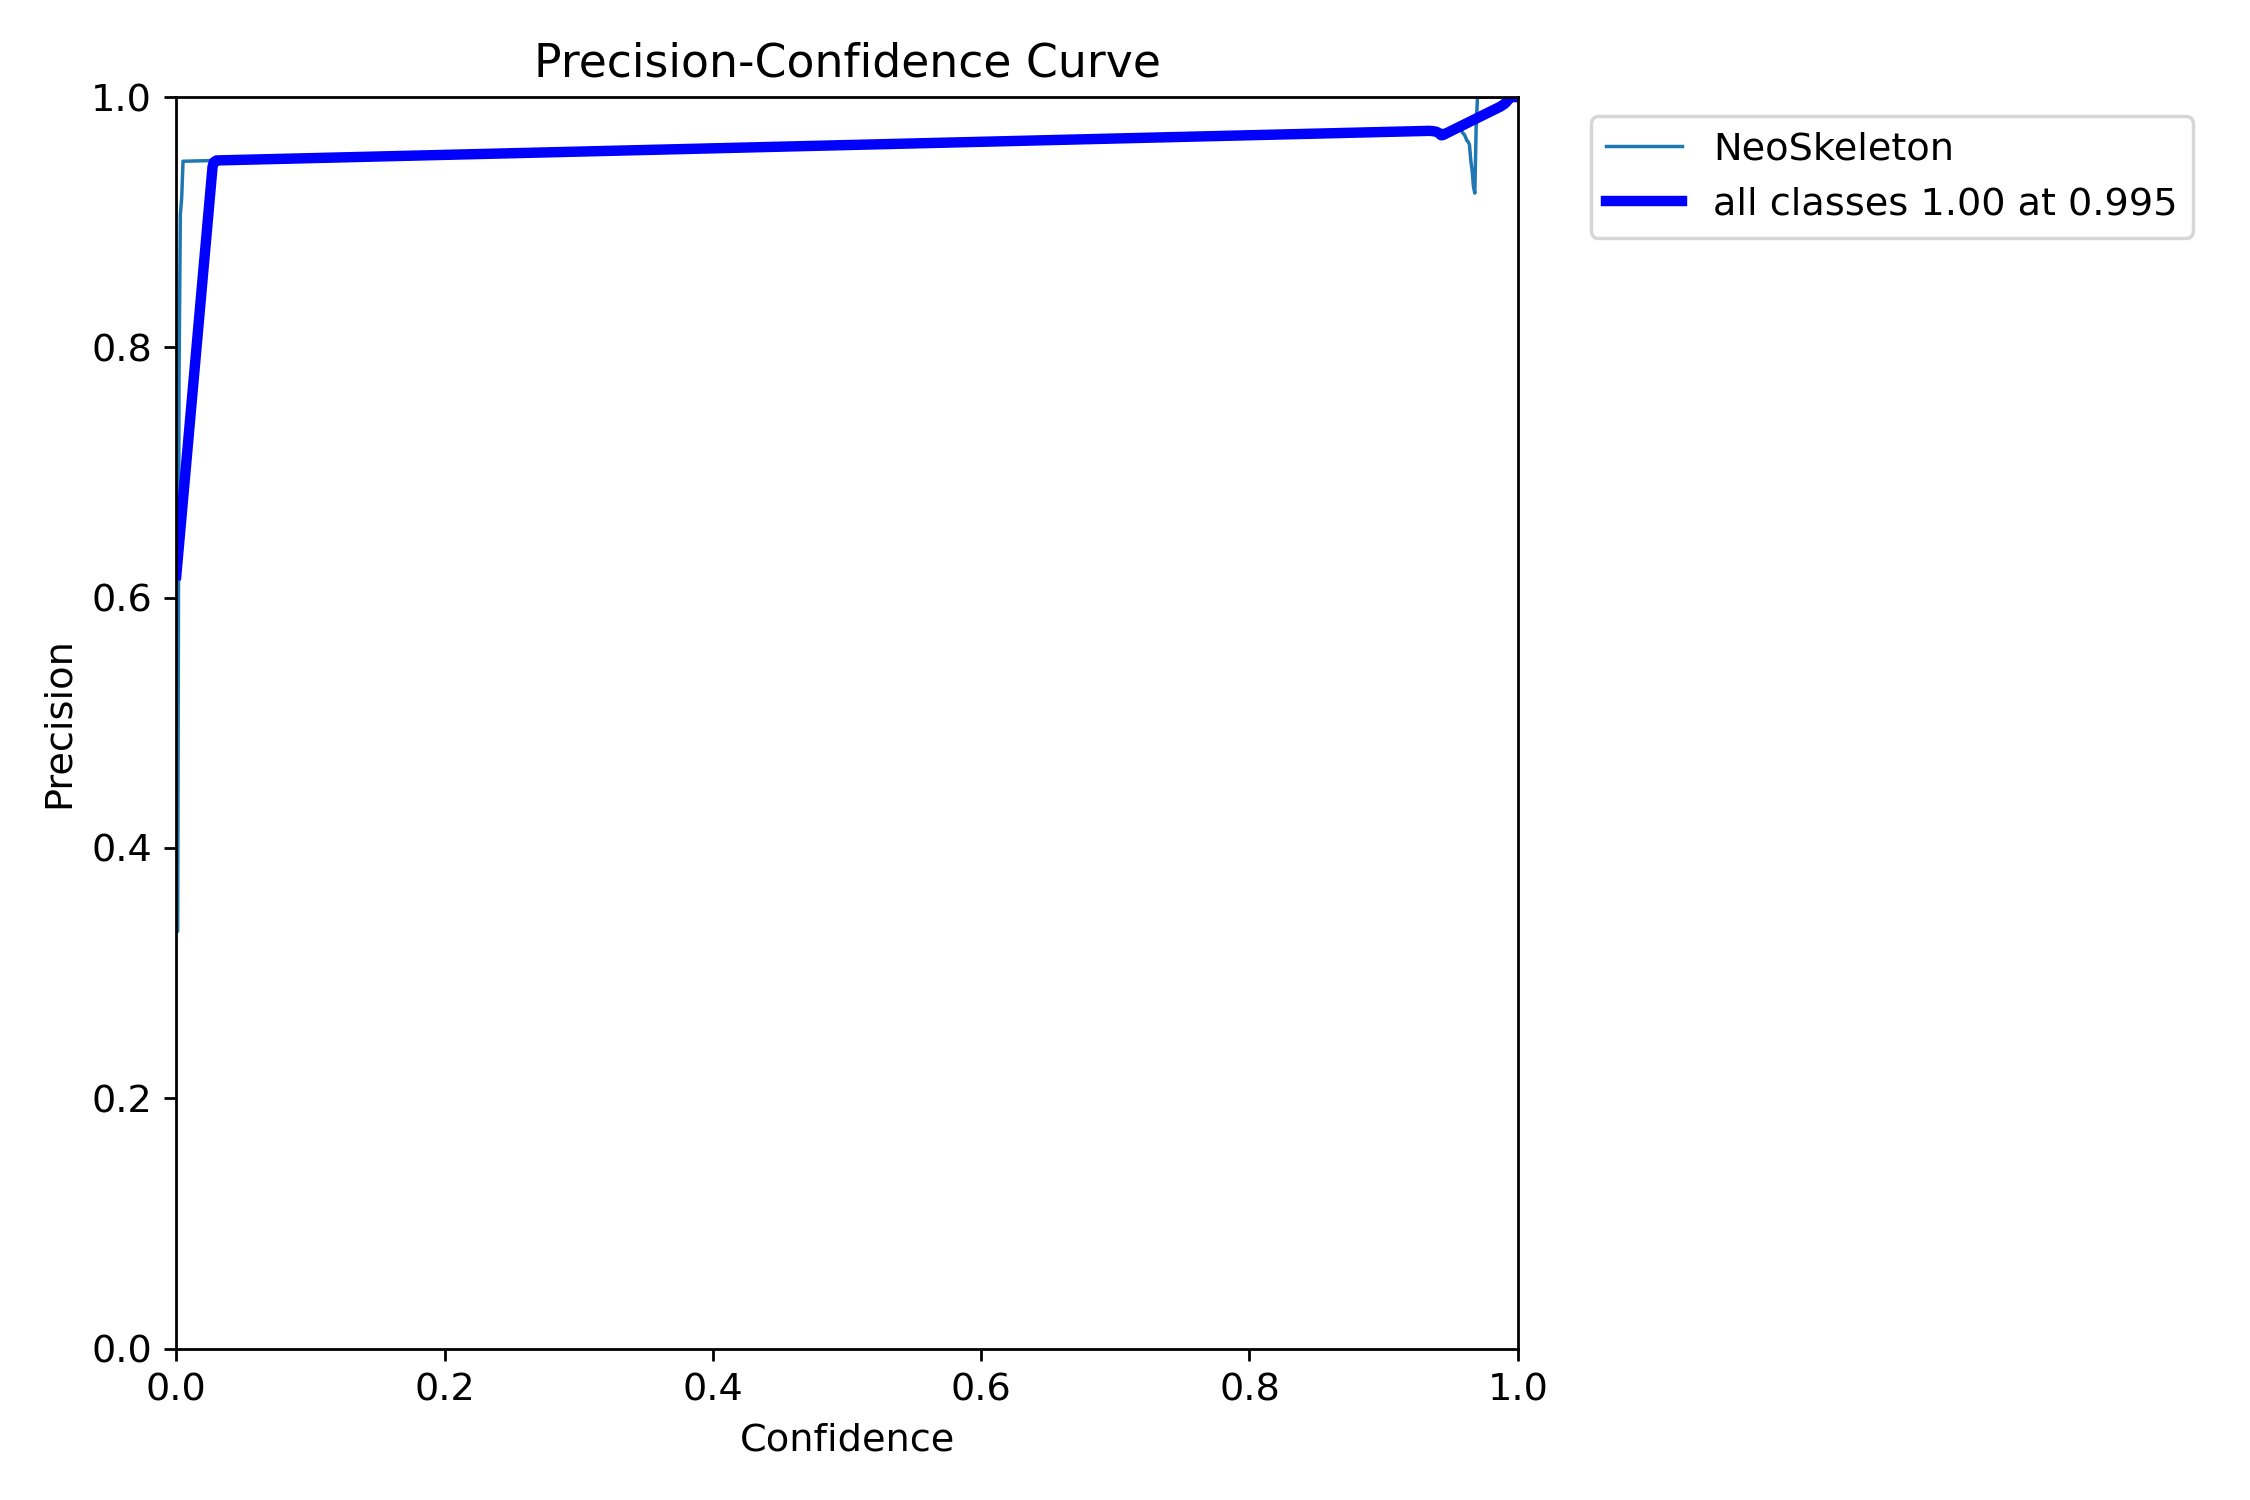 Precision-Confidence Curve
1.0
0.8
0.6
0.4
0.2
0.0
Precision
0.0 0.2 0.4 0.6 0.8 1.0
Confidence
NeoSkeleton
all classes 1.00 at 0.995